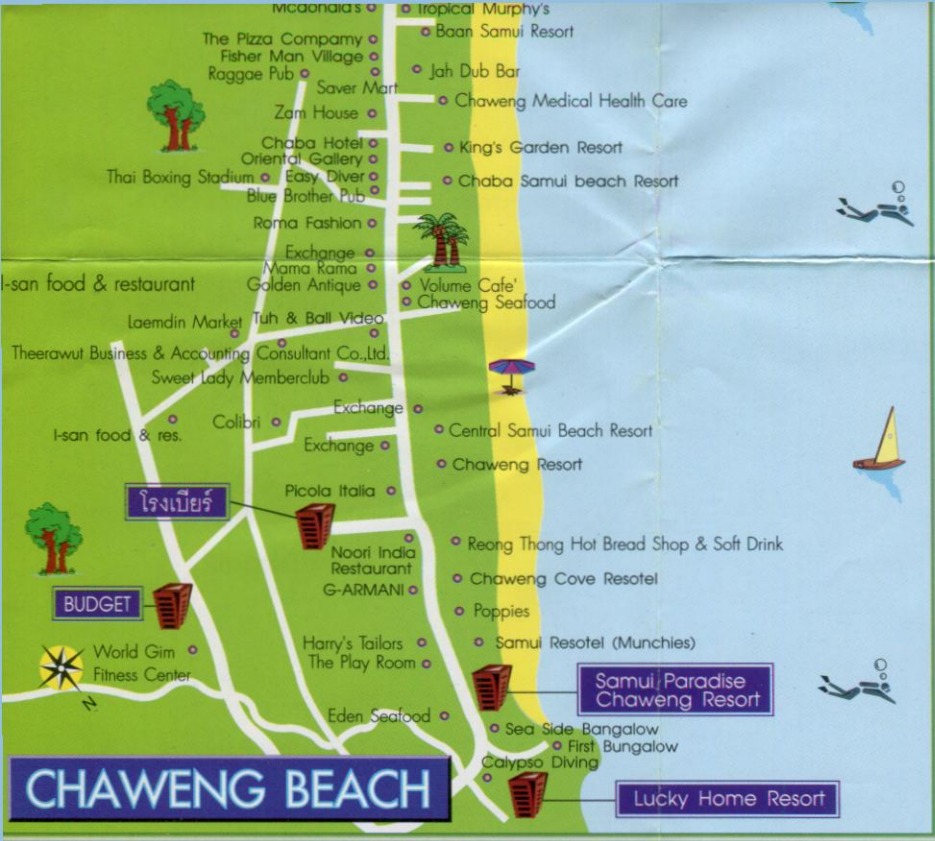 Mcdonald's
Tropical Murphy's
Baan Samui Resort
The Pizza Compamy
Fisher Man Village
Raggae Pub
Jah Dub Bar
Saver Mart
Chaweng Medical Health Care
Zam House
Chaba Hotel
King's Garden Resort
Oriental Gallery
Thai Boxing Stadium
Easy Diver
Chaba Samui beach Resort
Blue Brother Pub
Roma Fashion
Exchange
Mama Rama
I-san food & restaurant
Golden Antique
Volume Cafe'
Chaweng Seafood
Laemdin Market
Tuh & Ball Video
Theerawut Business & Accounting Consultant Co.,Ltd.
Sweet Lady Memberclub
Exchange
Colibri
I-san food & res.
Central Samui Beach Resort
Exchange
Chaweng Resort
Picola Italia
โรงเบียร์
Noori India
Restaurant
Reong Thong Hot Bread Shop & Soft Drink
Chaweng Cove Resotel
G-ARMANI
BUDGET
Poppies
World Gim
Fitness Center
Harry's Tailors
Samui Resotel (Munchies)
The Play Room
Samui Paradise
Chaweng Resort
N
Eden Seafood
Sea Side Bangalow
First Bungalow
Calypso Diving
CHAWENG BEACH
Lucky Home Resort